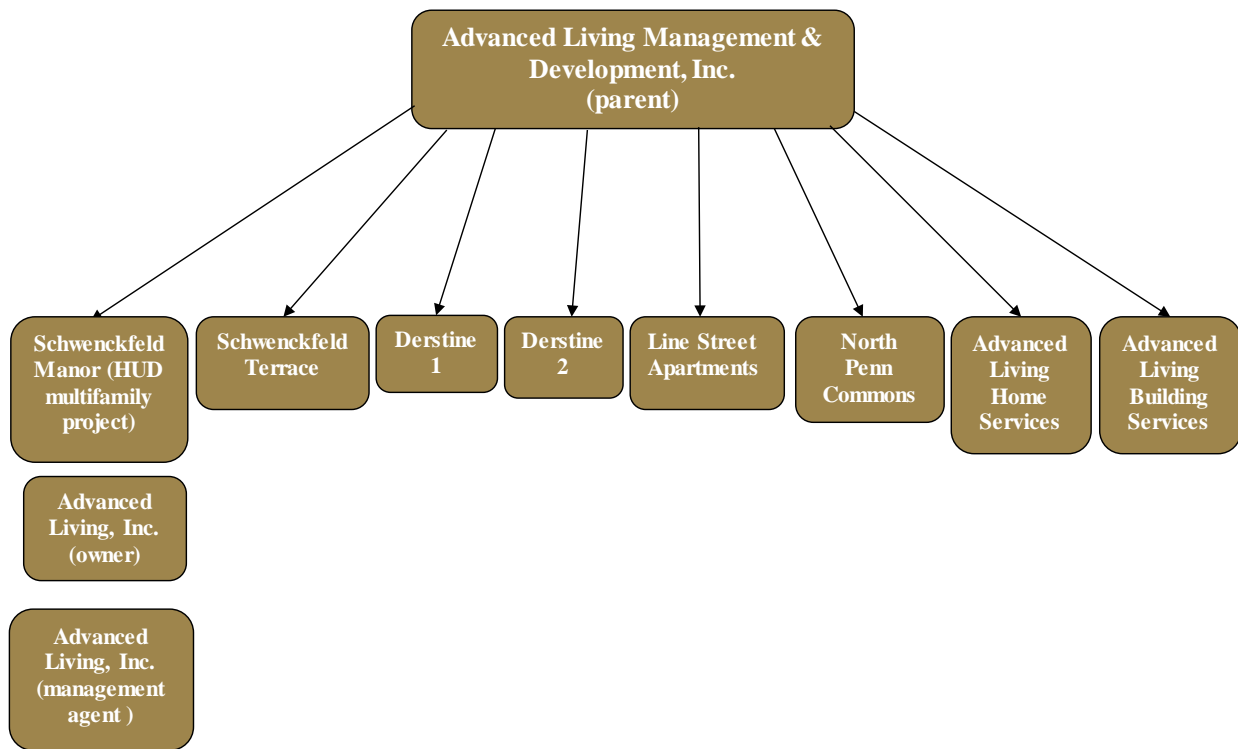 Advanced Living Management &
Development, Inc.
(parent)
Schwenckfeld
Manor (HUD
multifamily
project)
Schwenckfeld
Terrace
Derstine
1
Derstine
2
Line Street
Apartments
North
Penn
Commons
Advanced
Living
Home
Services
Advanced
Living
Building
Services
Advanced
Living, Inc.
(owner)
Advanced
Living, Inc.
(management
agent )